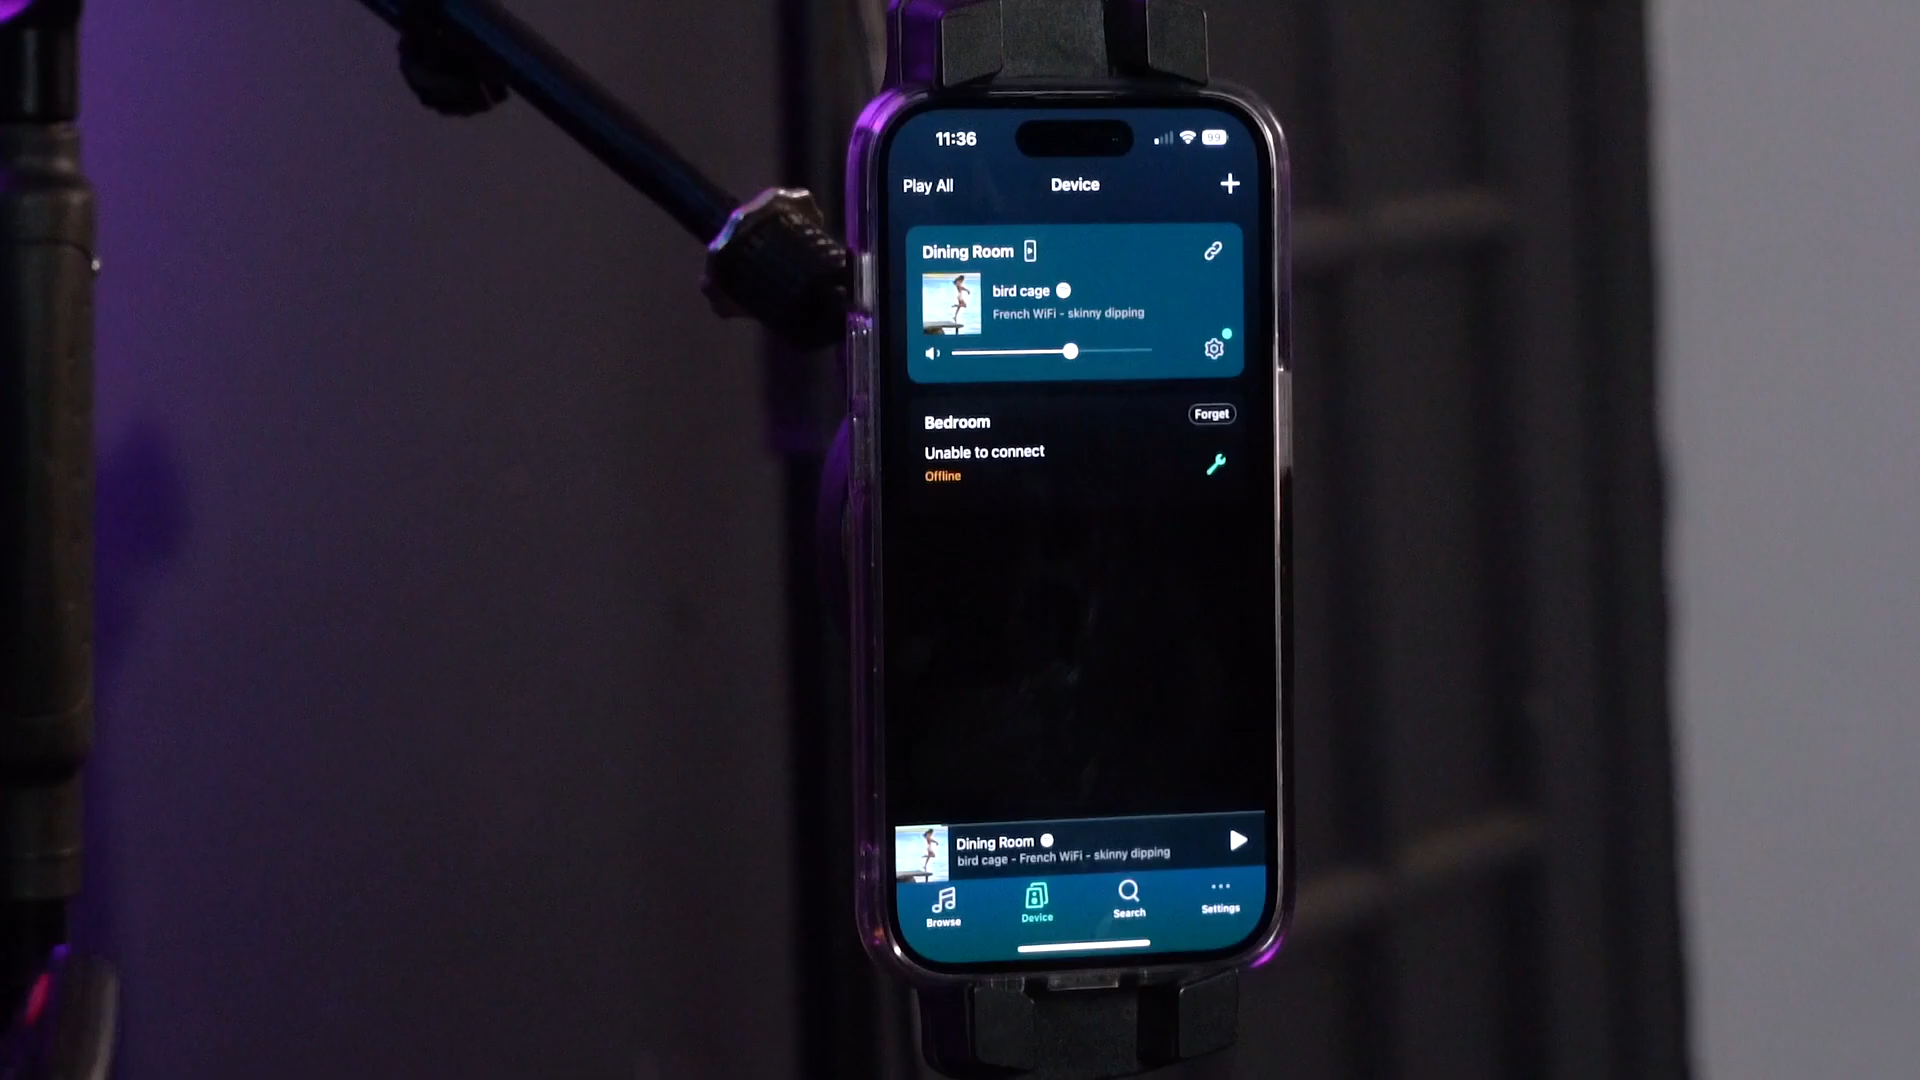 11:36
99
Play All
Device
Dining Room
bird cage
French WiFi - skinny dipping
Bedroom
Forget
Unable to connect
Offline
Dining Room
bird cage - French WiFi - skinny dipping
Browse
Device
Search
Settings